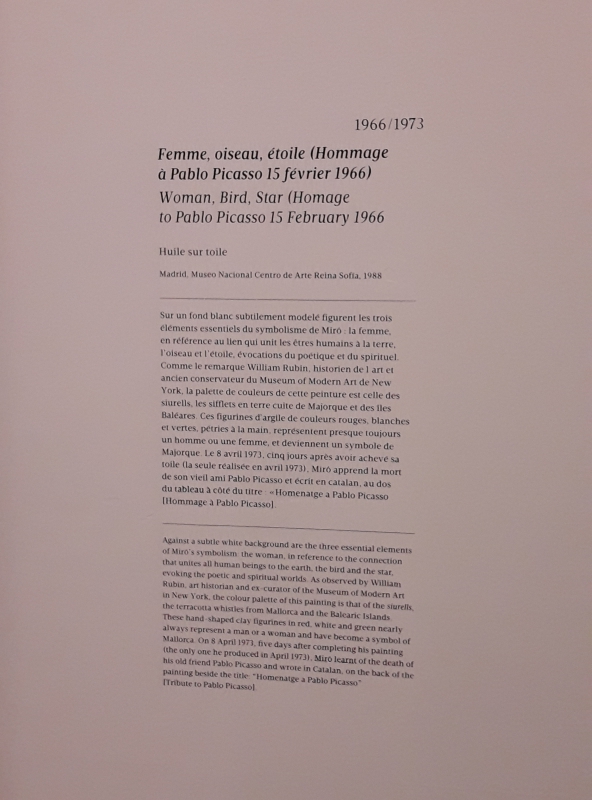 1966/1973
Femme, oiseau, étoile (Hommage
à Pablo Picasso 15 février 1966)
Woman, Bird, Star (Homage
to Pablo Picasso 15 February 1966
Huile sur toile
Madrid, Museo Nacional Centro de Arte Reina Sofía, 1988
Sur un fond blanc subtilement modelé figurent les trois
éléments essentiels du symbolisme de Miró : la femme,
en référence au lien qui unit les êtres humains à la terre,
l'oiseau et l'étoile, évocations du poétique et du spirituel.
Comme le remarque William Rubin, historien de l'art et
ancien conservateur du Museum of Modern Art de New
York, la palette de couleurs de cette peinture est celle des
siurells, les sifflets en terre cuite de Majorque et des îles
Baléares. Ces figurines d'argile de couleurs rouges, blanches
et vertes, pétries à la main, représentent presque toujours
un homme ou une femme, et deviennent un symbole de
Majorque. Le 8 avril 1973, cinq jours après avoir achevé sa
toile (la seule réalisée en avril 1973), Miró apprend la mort
de son vieil ami Pablo Picasso et écrit en catalan, au dos
du tableau à côté du titre : «Homenatge a Pablo Picasso
[Hommage à Pablo Picasso].
Against a subtle white background are the three essential elements
of Miró's symbolism: the woman, in reference to the connection
that unites all human beings to the earth, the bird and the star,
evoking the poetic and spiritual worlds. As observed by William
Rubin, art historian and ex-curator of the Museum of Modern Art
in New York, the colour palette of this painting is that of the siurells,
the terracotta whistles from Mallorca and the Balearic Islands.
These hand-shaped clay figurines in red, white and green nearly
always represent a man or a woman and have become a symbol of
Mallorca. On 8 April 1973, five days after completing his painting
(the only one he produced in April 1973), Miró learnt of the death of
his old friend Pablo Picasso and wrote in Catalan, on the back of the
painting beside the title: "Homenatge a Pablo Picasso"
[Tribute to Pablo Picasso].